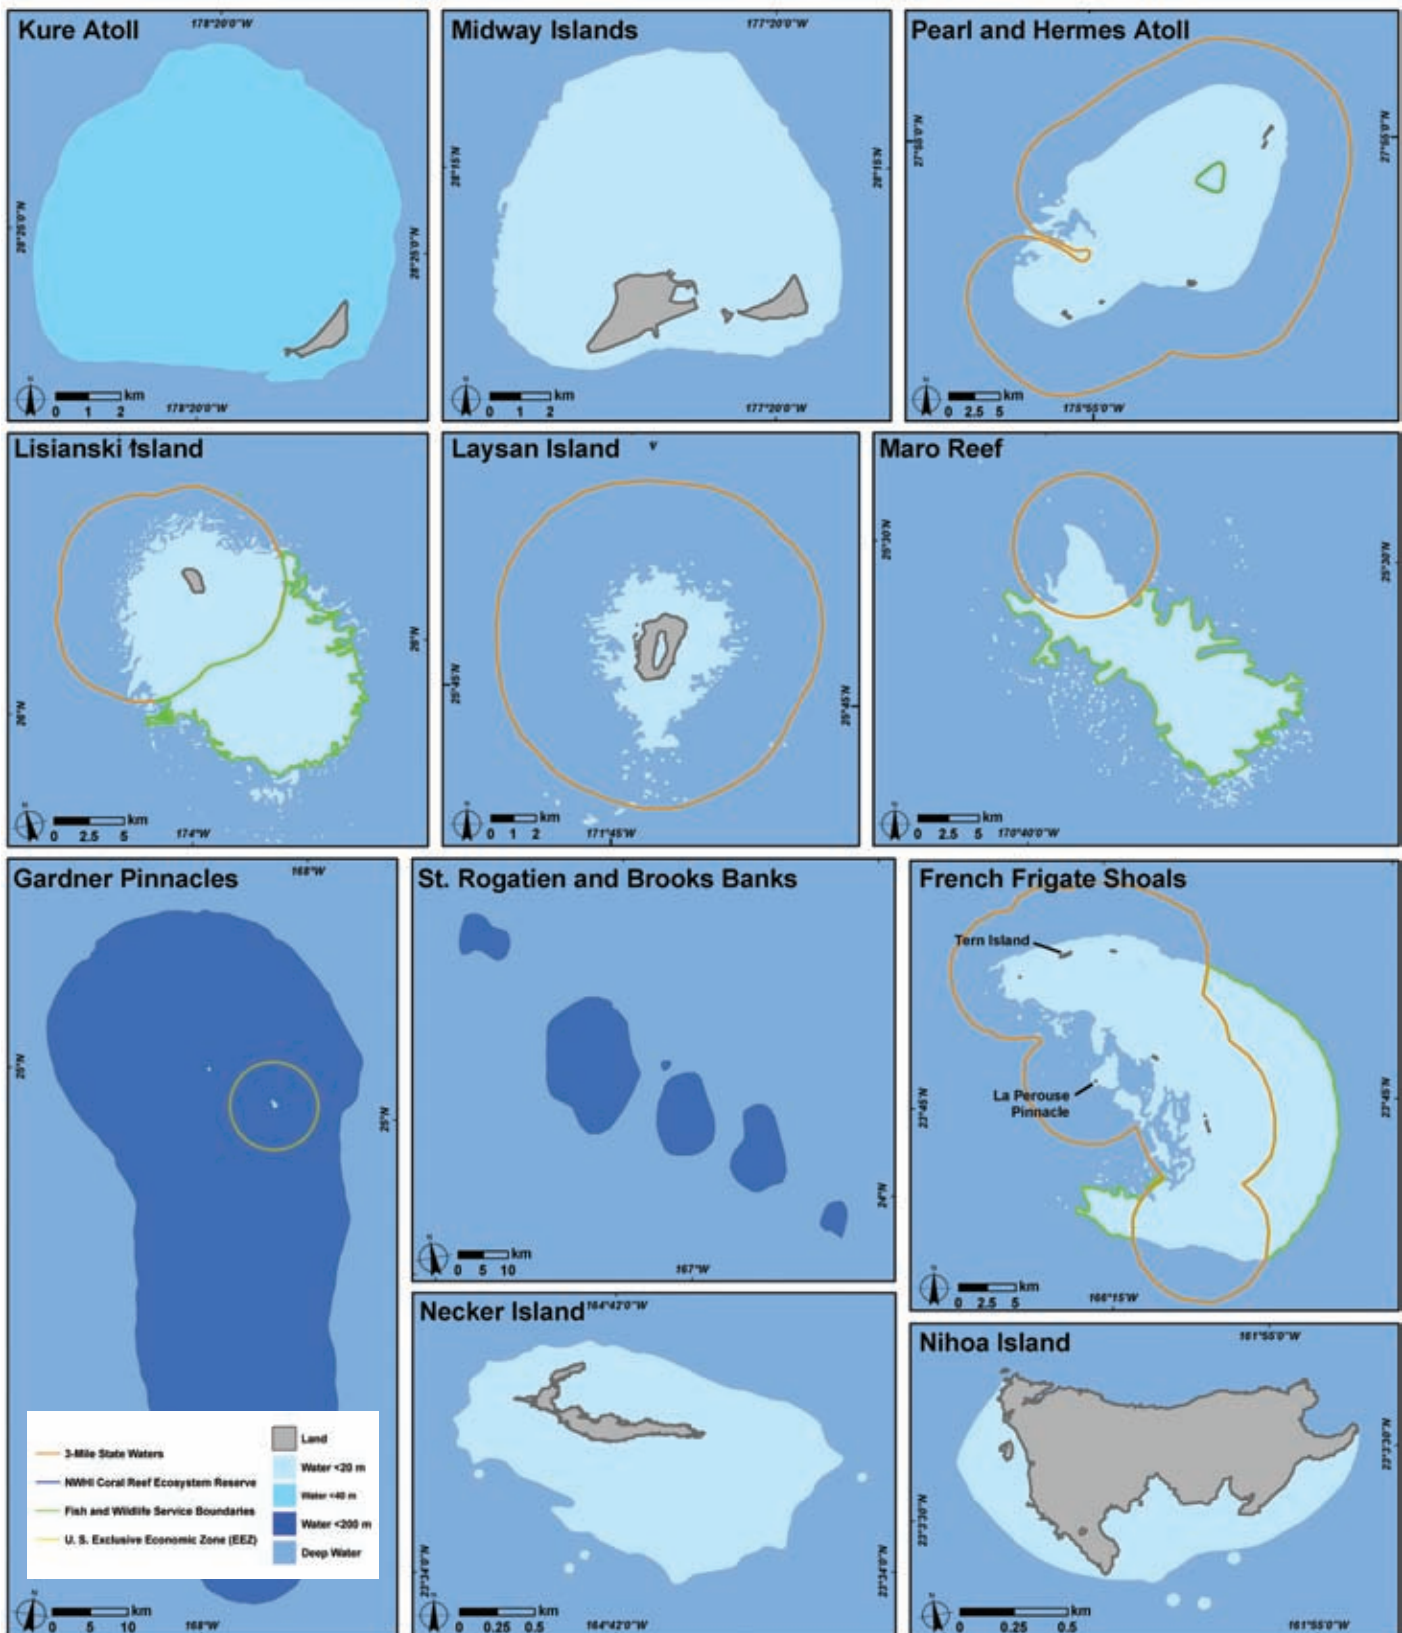 Kure Atoll
178°20'0"W
28°25'0"N
28°25'0"N
km
0 1 2
178°20'0"W
Midway Islands
177°20'0"W
28°15'N
28°15'N
km
0 1 2
177°20'0"W
Pearl and Hermes Atoll
27°55'0"N
27°55'0"N
km
0 2.5 5
175°55'0"W
Lisianski Island
26°N
26°N
km
0 2.5 5
174°W
Laysan Island
25°45'N
25°45'N
km
0 1 2
171°45'W
Maro Reef
25°30'N
25°30'N
km
0 2.5 5
170°40'0"W
Gardner Pinnacles
168°W
25°N
25°N
3-Mile State Waters
NWHI Coral Reef Ecosystem Reserve
Fish and Wildlife Service Boundaries
U. S. Exclusive Economic Zone (EEZ)
Land
Water <20 m
Water <40 m
Water <200 m
Deep Water
km
0 5 10
168°W
St. Rogatien and Brooks Banks
24°N
km
0 5 10
167°W
French Frigate Shoals
Tern Island
La Perouse
Pinnacle
23°45'N
23°45'N
km
0 2.5 5
166°15'W
Necker Island
164°42'0"W
23°34'0"N
23°34'0"N
km
0 0.25 0.5
164°42'0"W
Nihoa Island
161°55'0"W
23°3'30"N
23°3'30"N
km
0 0.25 0.5
161°55'0"W